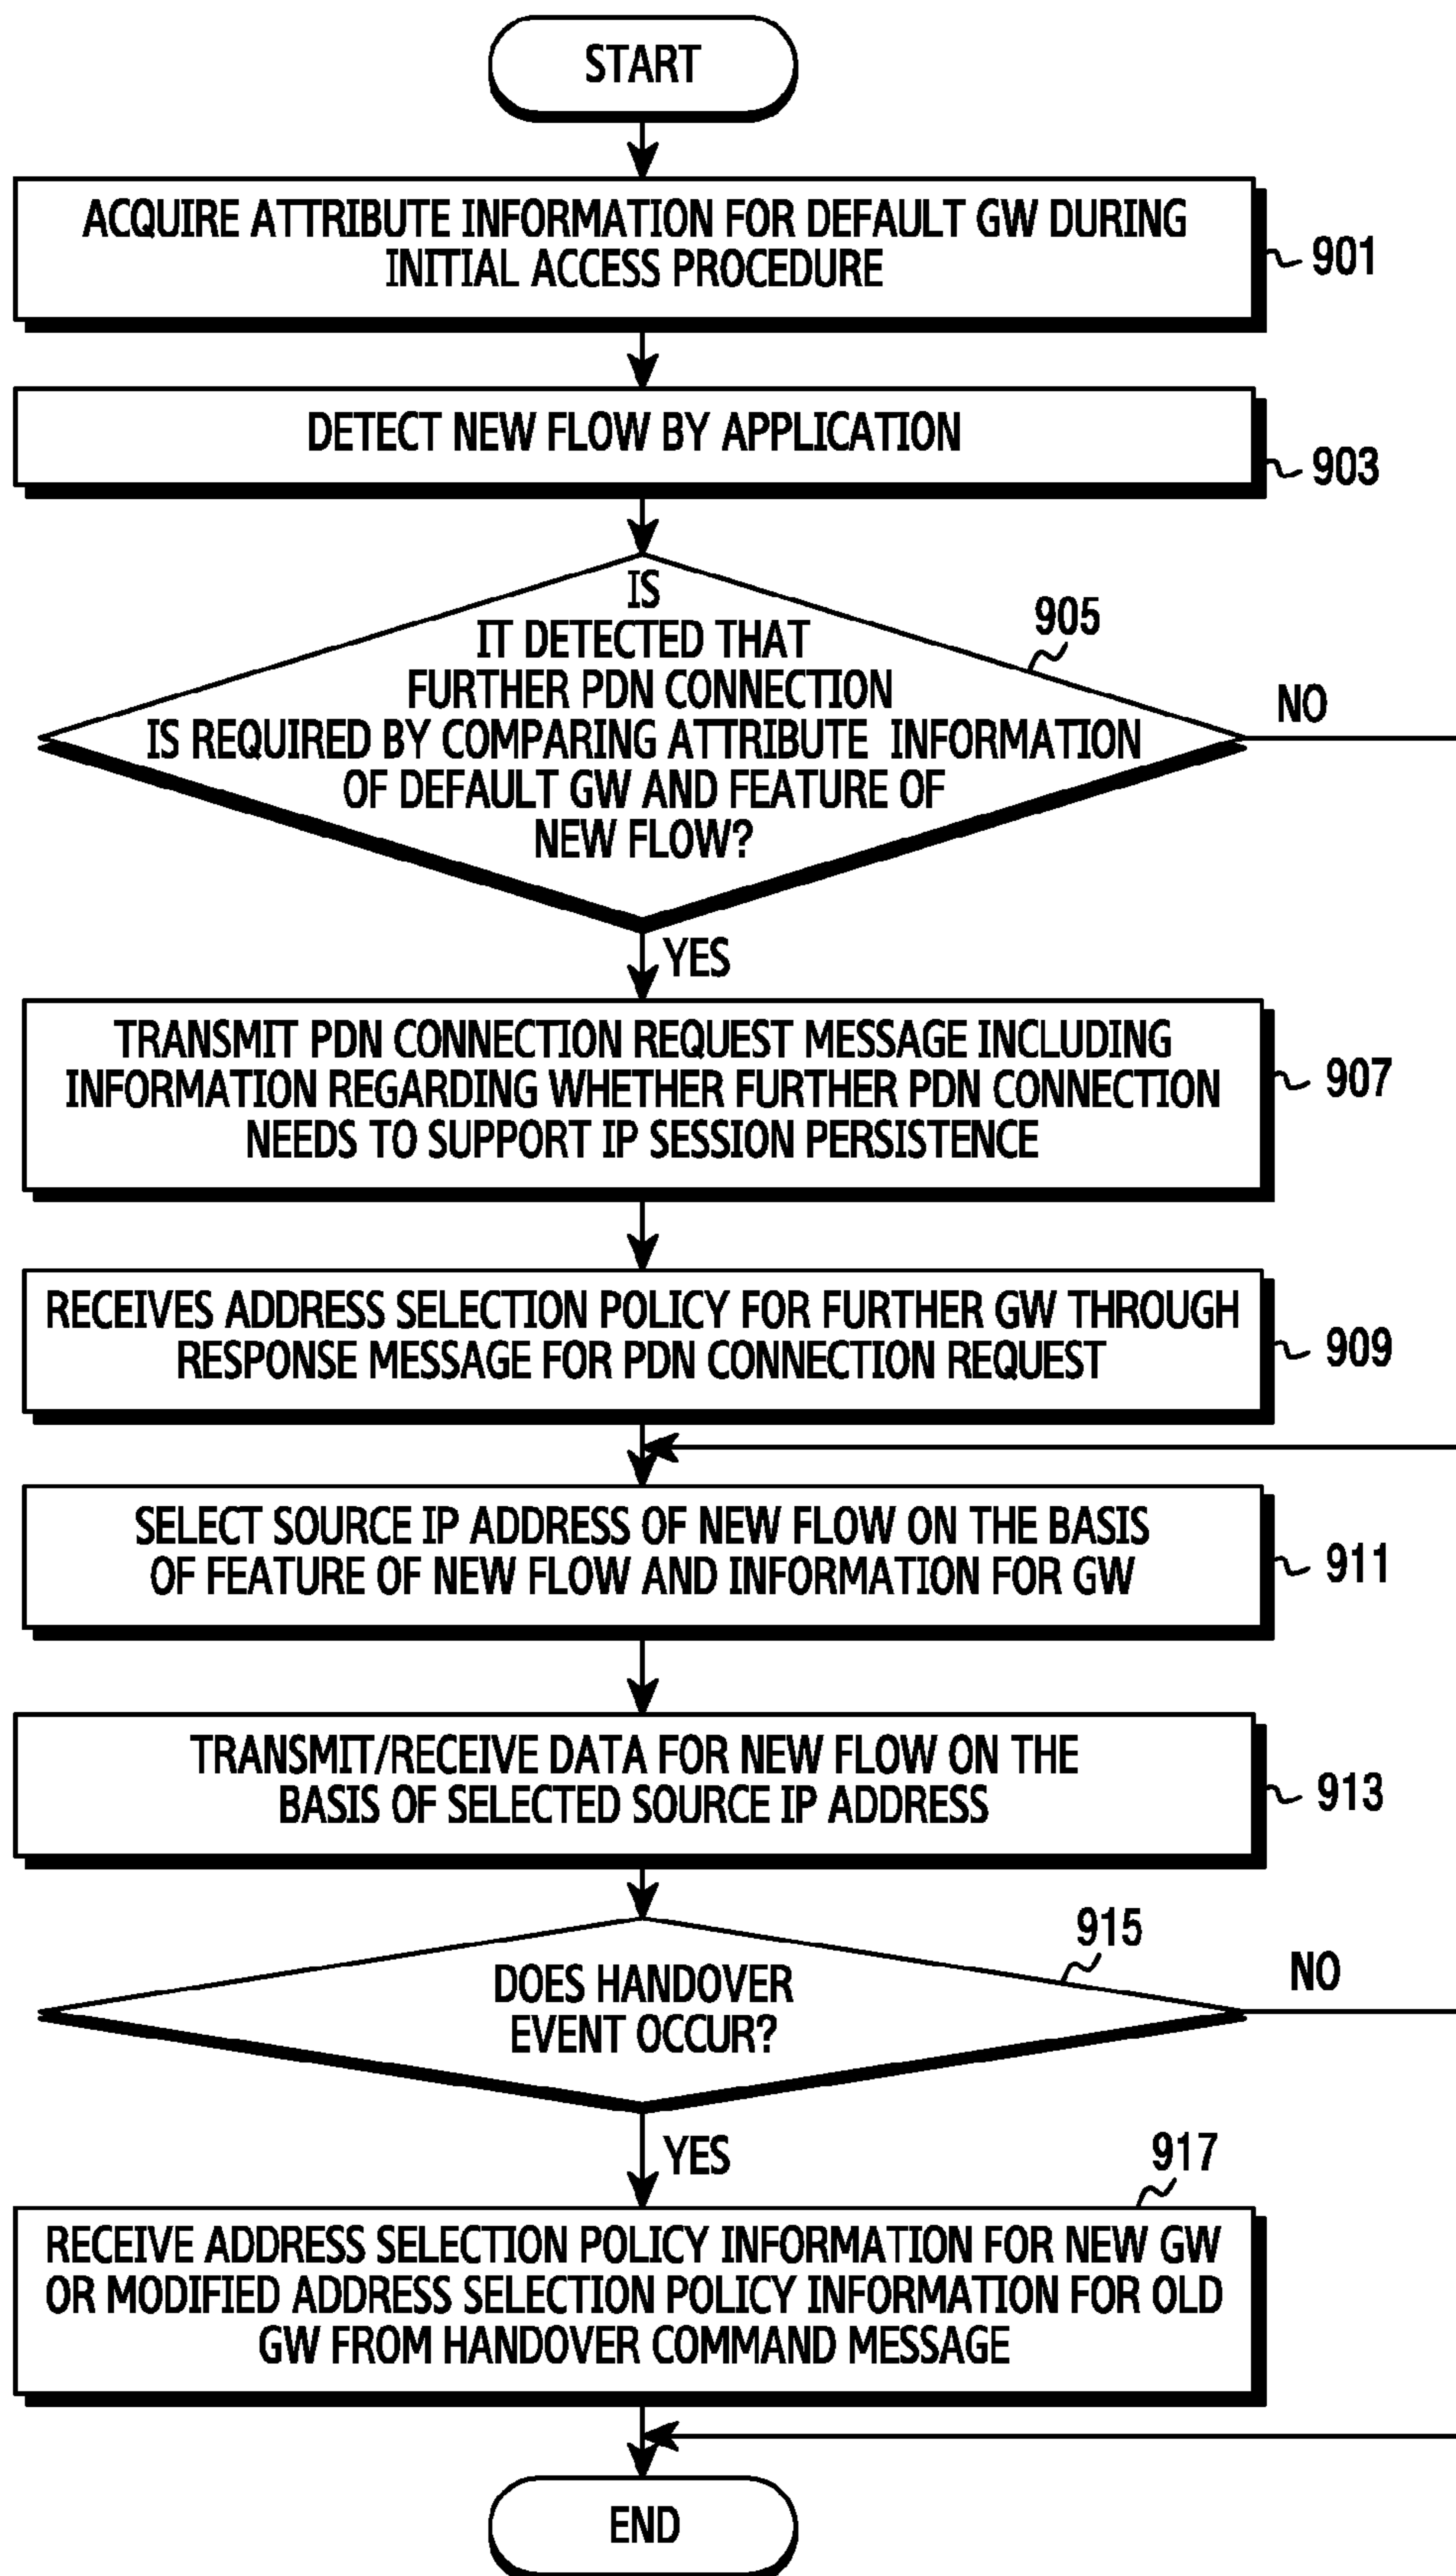 START
ACQUIRE ATTRIBUTE INFORMATION FOR DEFAULT GW DURING
INITIAL ACCESS PROCEDURE
901
DETECT NEW FLOW BY APPLICATION
903
IS
IT DETECTED THAT
FURTHER PDN CONNECTION
IS REQUIRED BY COMPARING ATTRIBUTE INFORMATION
OF DEFAULT GW AND FEATURE OF
NEW FLOW?
905
NO
YES
TRANSMIT PDN CONNECTION REQUEST MESSAGE INCLUDING
INFORMATION REGARDING WHETHER FURTHER PDN CONNECTION
NEEDS TO SUPPORT IP SESSION PERSISTENCE
907
RECEIVES ADDRESS SELECTION POLICY FOR FURTHER GW THROUGH
RESPONSE MESSAGE FOR PDN CONNECTION REQUEST
909
SELECT SOURCE IP ADDRESS OF NEW FLOW ON THE BASIS
OF FEATURE OF NEW FLOW AND INFORMATION FOR GW
911
TRANSMIT/RECEIVE DATA FOR NEW FLOW ON THE
BASIS OF SELECTED SOURCE IP ADDRESS
913
DOES HANDOVER
EVENT OCCUR?
915
NO
YES
917
RECEIVE ADDRESS SELECTION POLICY INFORMATION FOR NEW GW
OR MODIFIED ADDRESS SELECTION POLICY INFORMATION FOR OLD
GW FROM HANDOVER COMMAND MESSAGE
END